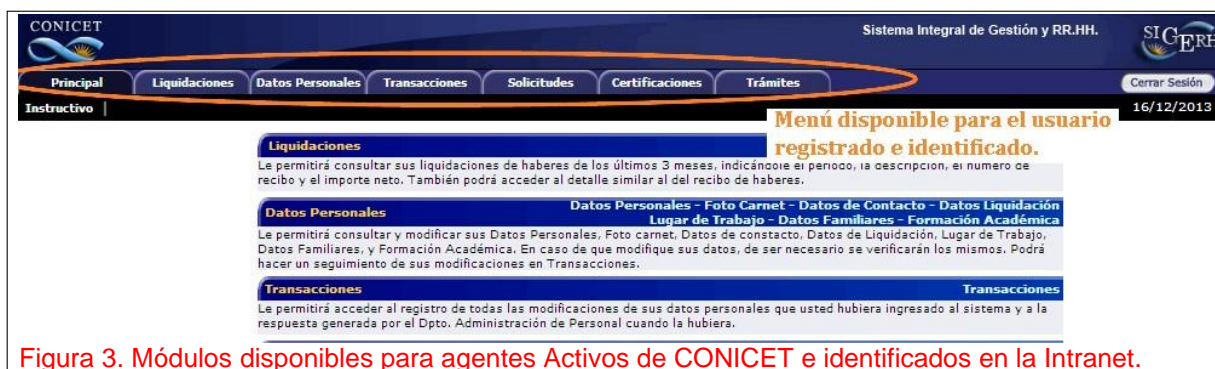 CONICET
Sistema Integral de Gestión y RR.HH.
SIGERH
Principal Liquidaciones Datos Personales Transacciones Solicitudes Certificaciones Trámites
Cerrar Sesión
Instructivo |
16/12/2013
Menú disponible para el usuario
registrado e identificado.
Liquidaciones
Le permitirá consultar sus liquidaciones de haberes de los últimos 3 meses, indicándole el período, la descripción, el número de
recibo y el importe neto. También podrá acceder al detalle similar al del recibo de haberes.
Datos Personales
Datos Personales - Foto Carnet - Datos de Contacto - Datos Liquidación
Lugar de Trabajo - Datos Familiares - Formación Académica
Le permitirá consultar y modificar sus Datos Personales, Foto carnet, Datos de constacto, Datos de Liquidación, Lugar de Trabajo,
Datos Familiares, y Formación Académica. En caso de que modifique sus datos, de ser necesario se verificarán los mismos. Podrá
hacer un seguimiento de sus modificaciones en Transacciones.
Transacciones
Transacciones
Le permitirá acceder al registro de todas las modificaciones de sus datos personales que usted hubiera ingresado al sistema y a la
respuesta generada por el Dpto. Administración de Personal cuando la hubiera.
Figura 3. Módulos disponibles para agentes Activos de CONICET e identificados en la Intranet.